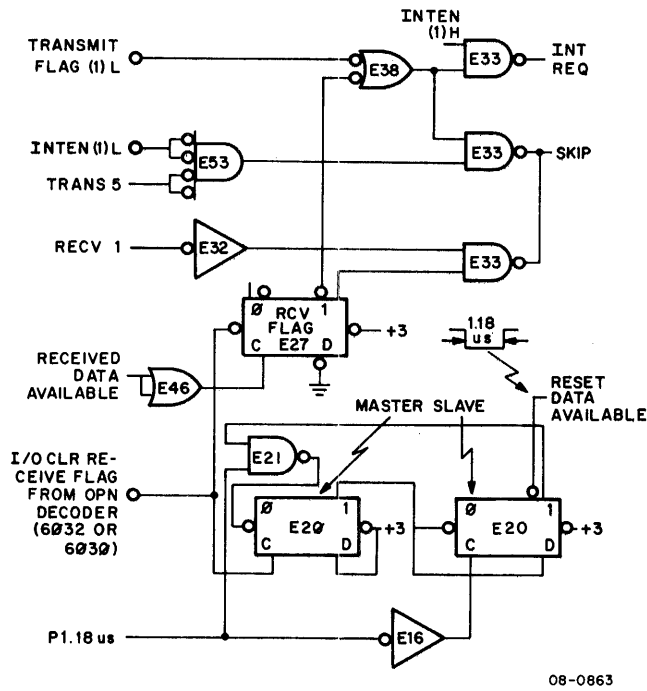 INTEN
(1)H
TRANSMIT
FLAG (1) L
E38
E33
INT
REQ
INTEN (1) L
E53
E33
SKIP
TRANS 5
RECV 1
E32
E33
Ø 1
RCV
FLAG
E27
C D
+3
1.18
us
RECEIVED
DATA
AVAILABLE
E46
RESET
DATA
AVAILABLE
MASTER SLAVE
I/O CLR RE-
CEIVE FLAG
FROM OPN
DECODER
(6Ø32 OR
6Ø3Ø)
E21
Ø 1
E2Ø
C D
+3
Ø 1
E20
C D
+3
P1.18 us
E16
08-0863